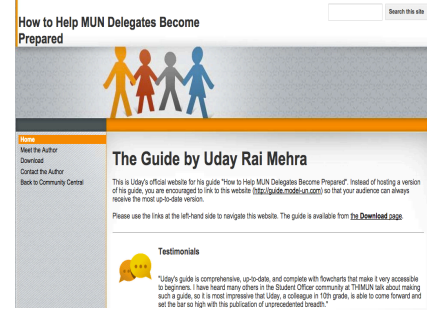 Search this site
How to Help MUN Delegates Become
Prepared
Home
Meet the Author
Download
Contact the Author
Back to Community Central
The Guide by Uday Rai Mehra
This is Uday's official website for his guide "How to Help MUN Delegates Become Prepared". Instead of hosting a version
of his guide, you are encouraged to link to this website (http://guide.model-un.com) so that your audience can always
receive the most up-to-date version.
Please use the links at the left-hand side to navigate this website. The guide is available from the Download page.
Testimonials
"Uday's guide is comprehensive, up-to-date, and complete with flowcharts that make it very accessible
to beginners. I have heard many others in the Student Officer community at THIMUN talk about making
such a guide, so it is most impressive that Uday, a colleague in 10th grade, is able to come forward and
set the bar so high with this publication of unprecedented breadth."